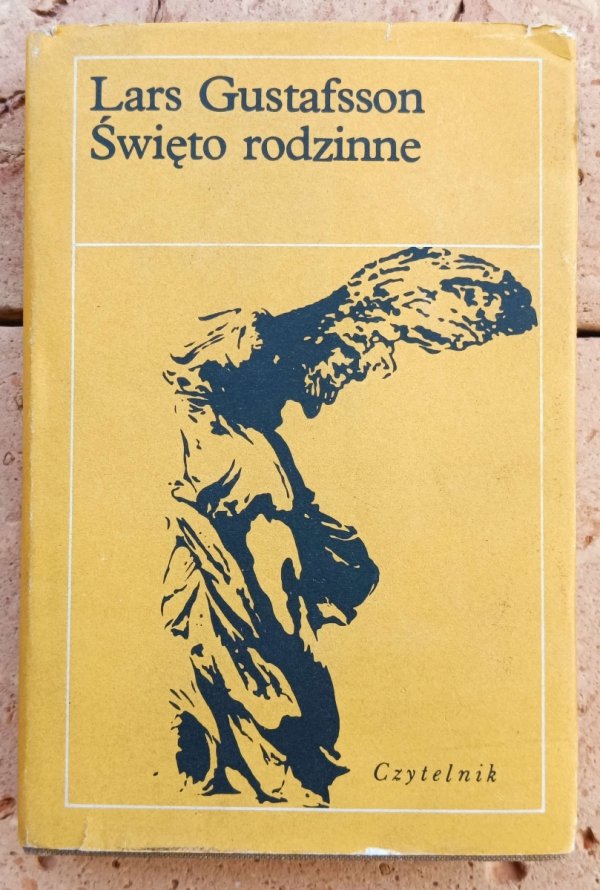 Lars Gustafsson
Święto rodzinne
Czytelnik